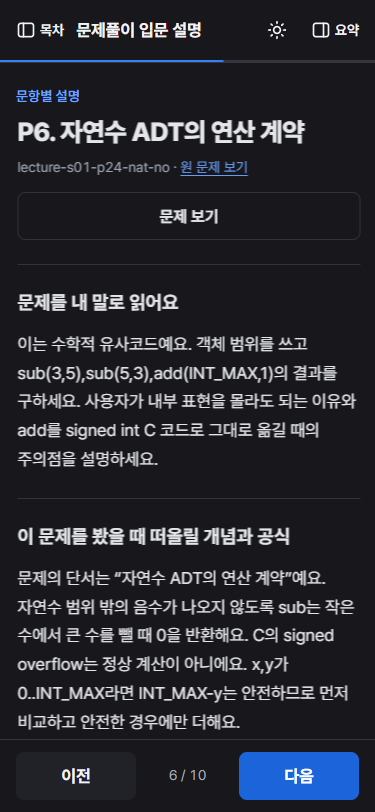 목차 문제풀이 입문 설명 요약
문항별 설명
P6. 자연수 ADT의 연산 계약
lecture-s01-p24-nat-no · 원 문제 보기
문제 보기
문제를 내 말로 읽어요
이는 수학적 유사코드예요. 객체 범위를 쓰고
sub(3,5),sub(5,3),add(INT_MAX,1)의 결과를
구하세요. 사용자가 내부 표현을 몰라도 되는 이유와
add를 signed int C 코드로 그대로 옮길 때의
주의점을 설명하세요.
이 문제를 봤을 때 떠올릴 개념과 공식
문제의 단서는 “자연수 ADT의 연산 계약”예요.
자연수 범위 밖의 음수가 나오지 않도록 sub는 작은
수에서 큰 수를 뺄 때 0을 반환해요. C의 signed
overflow는 정상 계산이 아니에요. x,y가
0..INT_MAX라면 INT_MAX-y는 안전하므로 먼저
비교하고 안전한 경우에만 더해요.
이전 6 / 10 다음